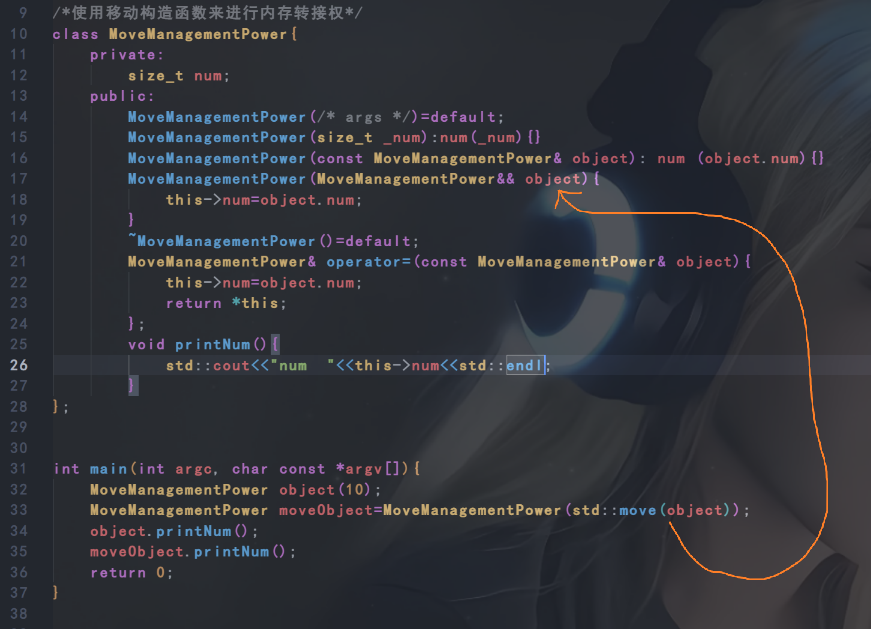 9 /*使用移动构造函数来进行内存转接权*/
10 class MoveManagementPower{
11 private:
12 size_t num;
13 public:
14 MoveManagementPower(/* args */)=default;
15 MoveManagementPower(size_t _num):num(_num){}
16 MoveManagementPower(const MoveManagementPower& object): num (object.num){}
17 MoveManagementPower(MoveManagementPower&& object){
18 this->num=object.num;
19 }
20 ~MoveManagementPower()=default;
21 MoveManagementPower& operator=(const MoveManagementPower& object){
22 this->num=object.num;
23 return *this;
24 };
25 void printNum(){
26 std::cout<<"num  "<<this->num<<std::endl;
27 }
28 };
29
30
31 int main(int argc, char const *argv[]){
32 MoveManagementPower object(10);
33 MoveManagementPower moveObject=MoveManagementPower(std::move(object));
34 object.printNum();
35 moveObject.printNum();
36 return 0;
37 }
38